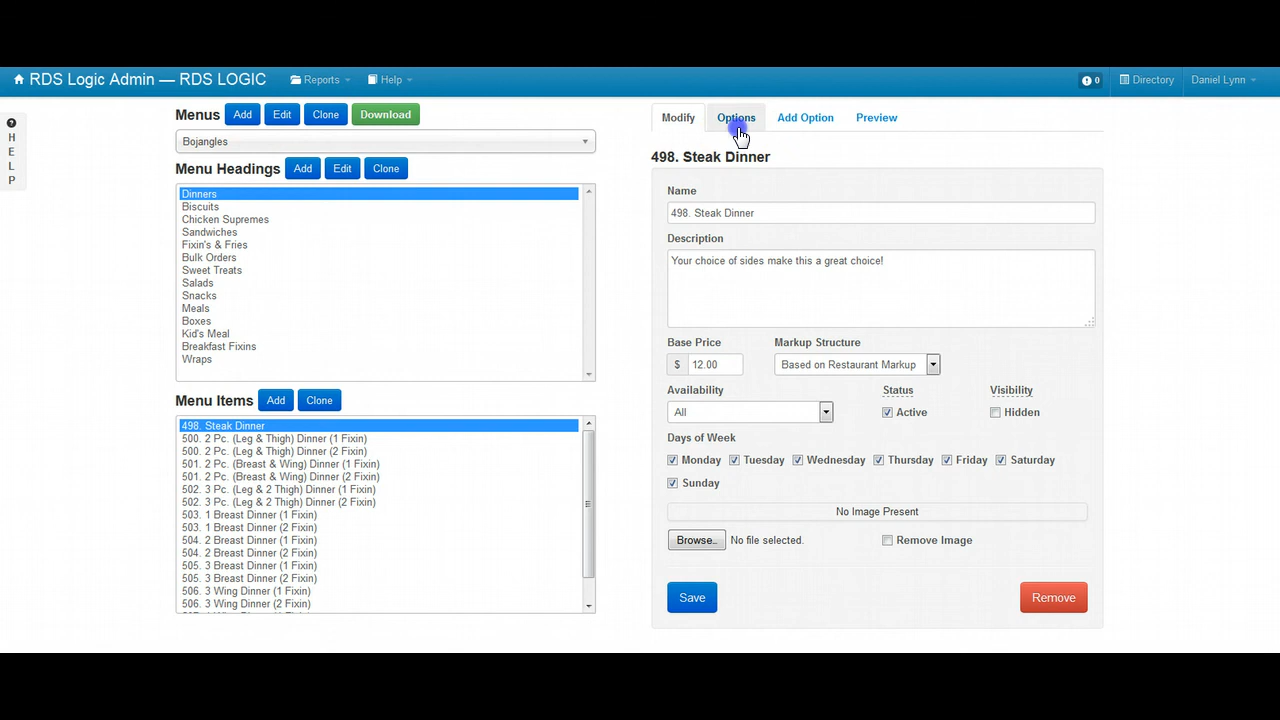 RDS Logic Admin — RDS LOGIC Reports Help 0 Directory Daniel Lynn
H
E
L
P
Menus Add Edit Clone Download
Bojangles
Menu Headings Add Edit Clone
Dinners
Biscuits
Chicken Supremes
Sandwiches
Fixin's & Fries
Bulk Orders
Sweet Treats
Salads
Snacks
Meals
Boxes
Kid's Meal
Breakfast Fixins
Wraps
Menu Items Add Clone
498. Steak Dinner
500. 2 Pc. (Leg & Thigh) Dinner (1 Fixin)
500. 2 Pc. (Leg & Thigh) Dinner (2 Fixin)
501. 2 Pc. (Breast & Wing) Dinner (1 Fixin)
501. 2 Pc. (Breast & Wing) Dinner (2 Fixin)
502. 3 Pc. (Leg & 2 Thigh) Dinner (1 Fixin)
502. 3 Pc. (Leg & 2 Thigh) Dinner (2 Fixin)
503. 1 Breast Dinner (1 Fixin)
503. 1 Breast Dinner (2 Fixin)
504. 2 Breast Dinner (1 Fixin)
504. 2 Breast Dinner (2 Fixin)
505. 3 Breast Dinner (1 Fixin)
505. 3 Breast Dinner (2 Fixin)
506. 3 Wing Dinner (1 Fixin)
506. 3 Wing Dinner (2 Fixin)
Modify Options Add Option Preview
498. Steak Dinner
Name
498. Steak Dinner
Description
Your choice of sides make this a great choice!
Base Price Markup Structure
$ 12.00 Based on Restaurant Markup
Availability Status Visibility
All Active Hidden
Days of Week
Monday Tuesday Wednesday Thursday Friday Saturday
Sunday
No Image Present
Browse.. No file selected. Remove Image
Save Remove